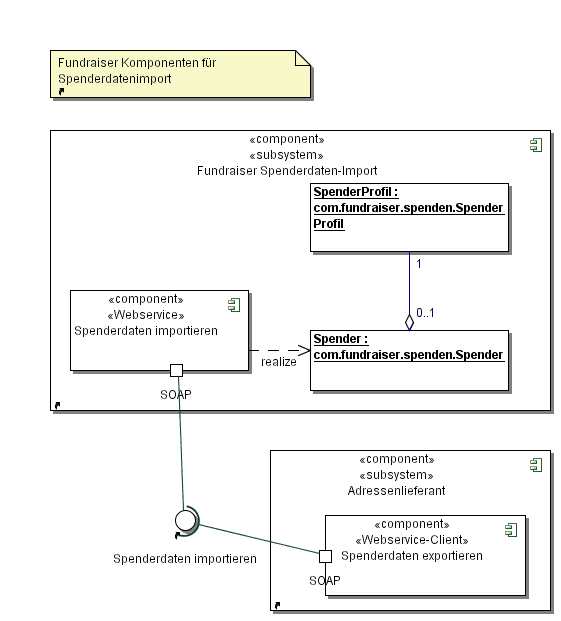 Fundraiser Komponenten für
Spenderdatenimport
«component»
«subsystem»
Fundraiser Spenderdaten-Import
SpenderProfil :
com.fundraiser.spenden.Spender
Profil
1
0..1
«component»
«Webservice»
Spenderdaten importieren
realize
Spender :
com.fundraiser.spenden.Spender
SOAP
«component»
«subsystem»
Adressenlieferant
«component»
«Webservice-Client»
Spenderdaten exportieren
Spenderdaten importieren
SOAP